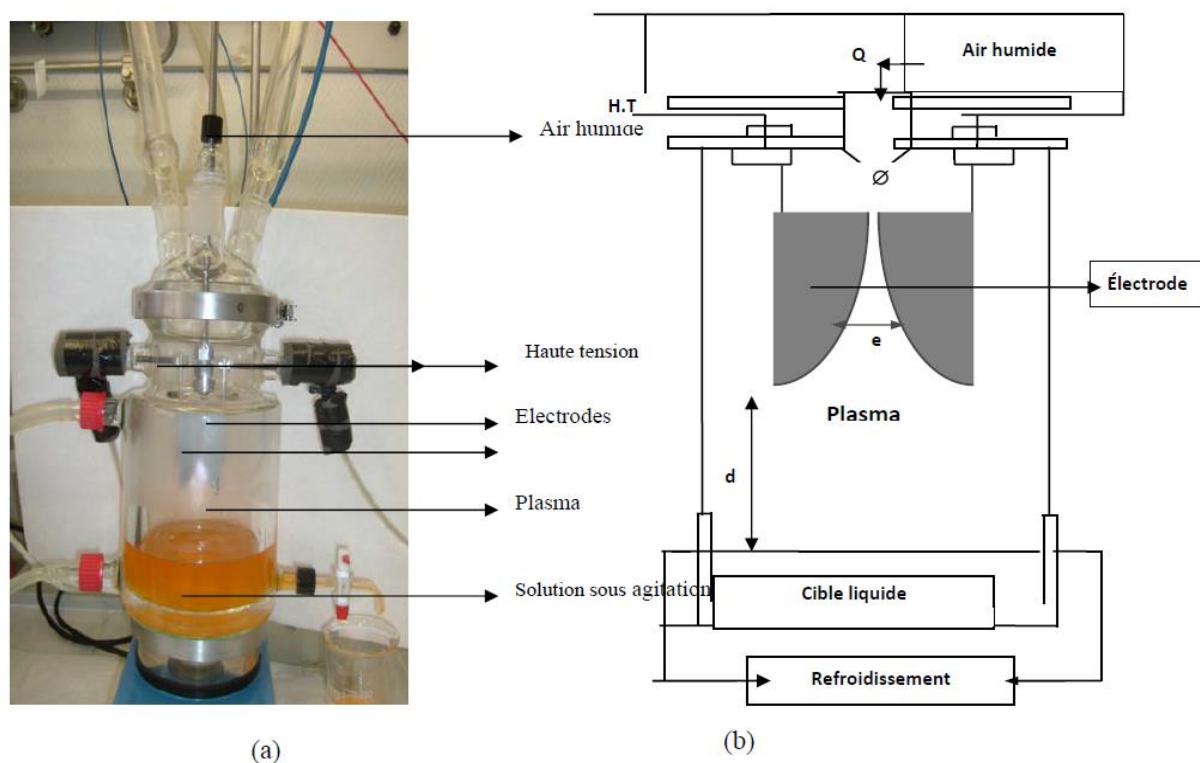 Air humide
Haute tension
Electrodes
Plasma
Solution sous agitation
(a)
Air humide
Q
H.T
Ø
Électrode
e
Plasma
d
Cible liquide
Refroidissement
(b)